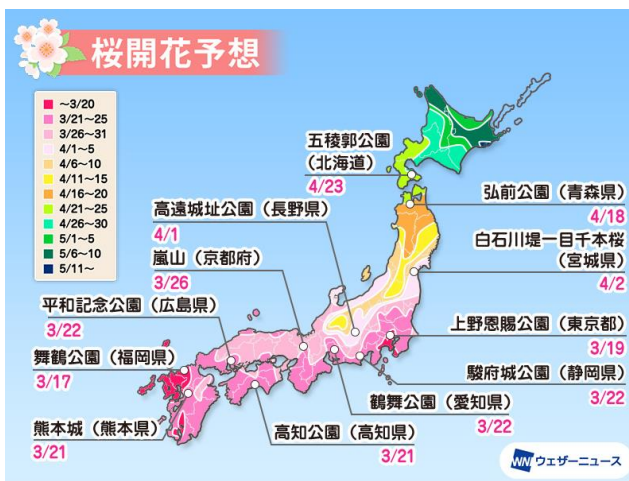 桜開花予想
~3/20
3/21~25
3/26~31
4/1~5
4/6~10
4/11~15
4/16~20
4/21~25
4/26~30
5/1~5
5/6~10
5/11~
五稜郭公園
(北海道)
4/23
弘前公園(青森県)
4/18
高遠城址公園(長野県)
4/1
白石川堤一目千本桜
(宮城県)
4/2
嵐山(京都府)
3/26
平和記念公園(広島県)
3/22
上野恩賜公園(東京都)
3/19
舞鶴公園(福岡県)
3/17
駿府城公園(静岡県)
3/22
鶴舞公園(愛知県)
3/22
熊本城(熊本県)
3/21
高知公園(高知県)
3/21
WNI ウェザーニュース